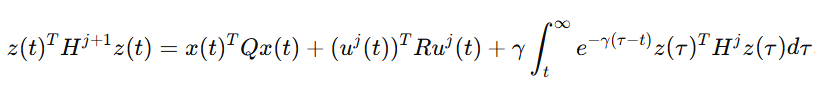 z(t)^T H^{j+1} z(t) = x(t)^T Q x(t) + (u^j(t))^T R u^j(t) + γ ∫_t^∞ e^{-γ(τ-t)} z(τ)^T H^j z(τ) dτ.